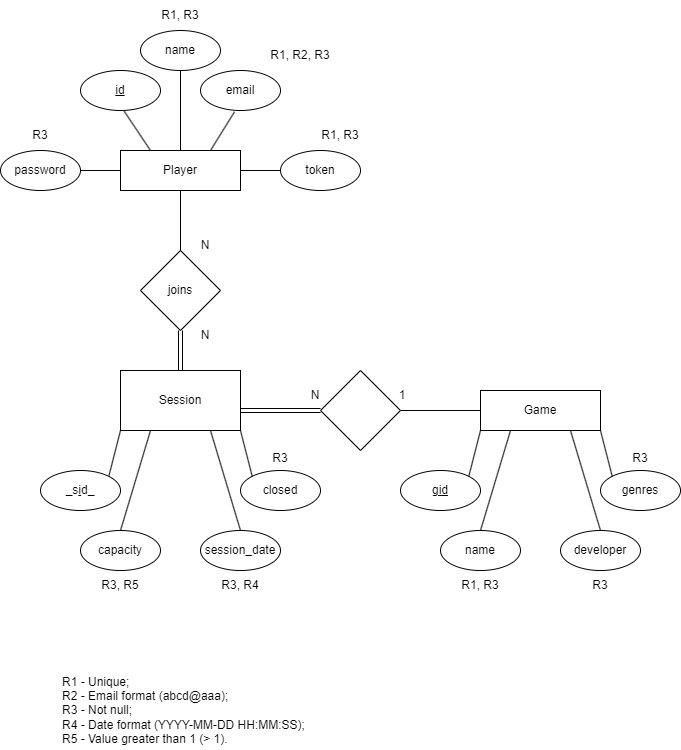 R1, R3
name
R1, R2, R3
id
email
R3
R1, R3
password
Player
token
N
joins
N
Session
N
1
Game
R3
R3
_sid_
closed
gid
genres
capacity
session_date
name
developer
R3, R5
R3, R4
R1, R3
R3
R1 - Unique;
R2 - Email format (abcd@aaa);
R3 - Not null;
R4 - Date format (YYYY-MM-DD HH:MM:SS);
R5 - Value greater than 1 (> 1).